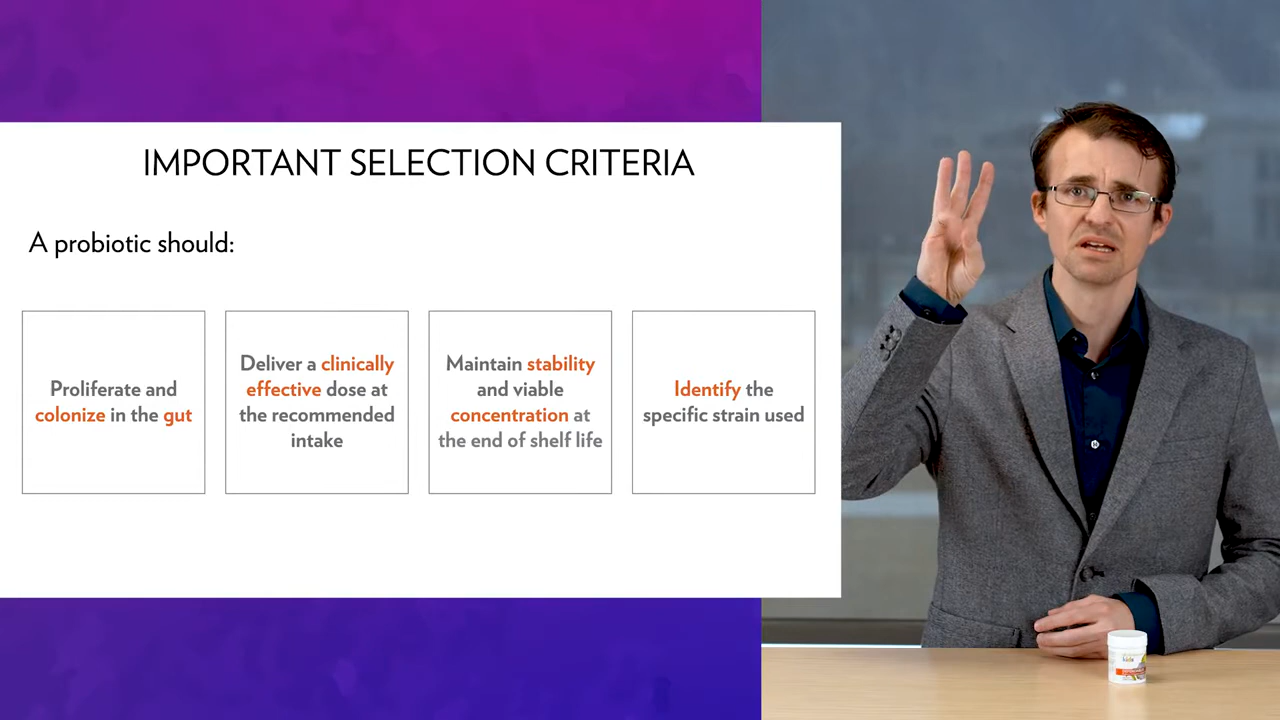 IMPORTANT SELECTION CRITERIA
A probiotic should:
Proliferate and
colonize in the gut
Deliver a clinically
effective dose at
the recommended
intake
Maintain stability
and viable
concentration at
the end of shelf life
Identify the
specific strain used
kids